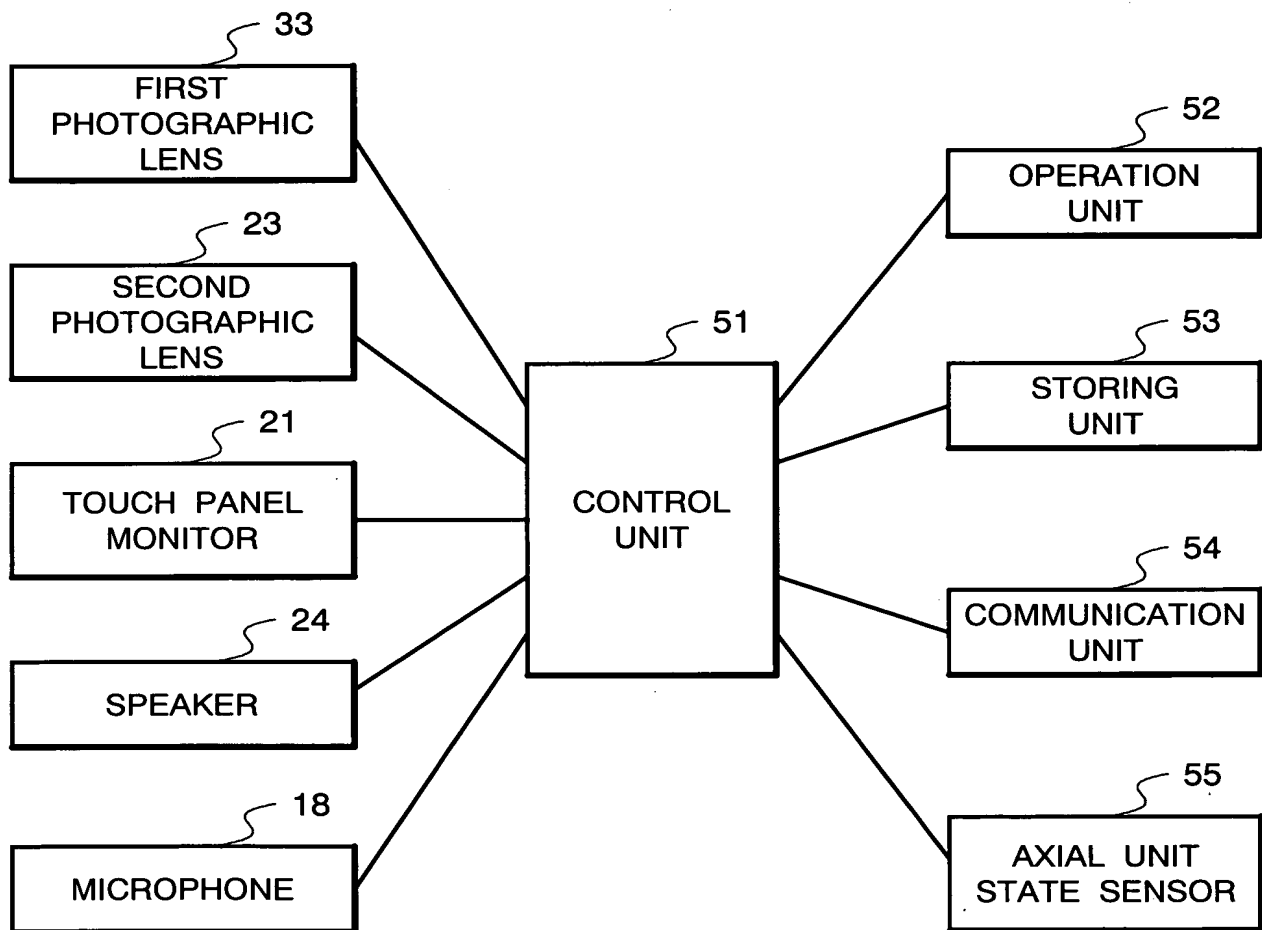 33
FIRST
PHOTOGRAPHIC
LENS
23
SECOND
PHOTOGRAPHIC
LENS
21
TOUCH PANEL
MONITOR
24
SPEAKER
18
MICROPHONE
51
CONTROL
UNIT
52
OPERATION
UNIT
53
STORING
UNIT
54
COMMUNICATION
UNIT
55
AXIAL UNIT
STATE SENSOR